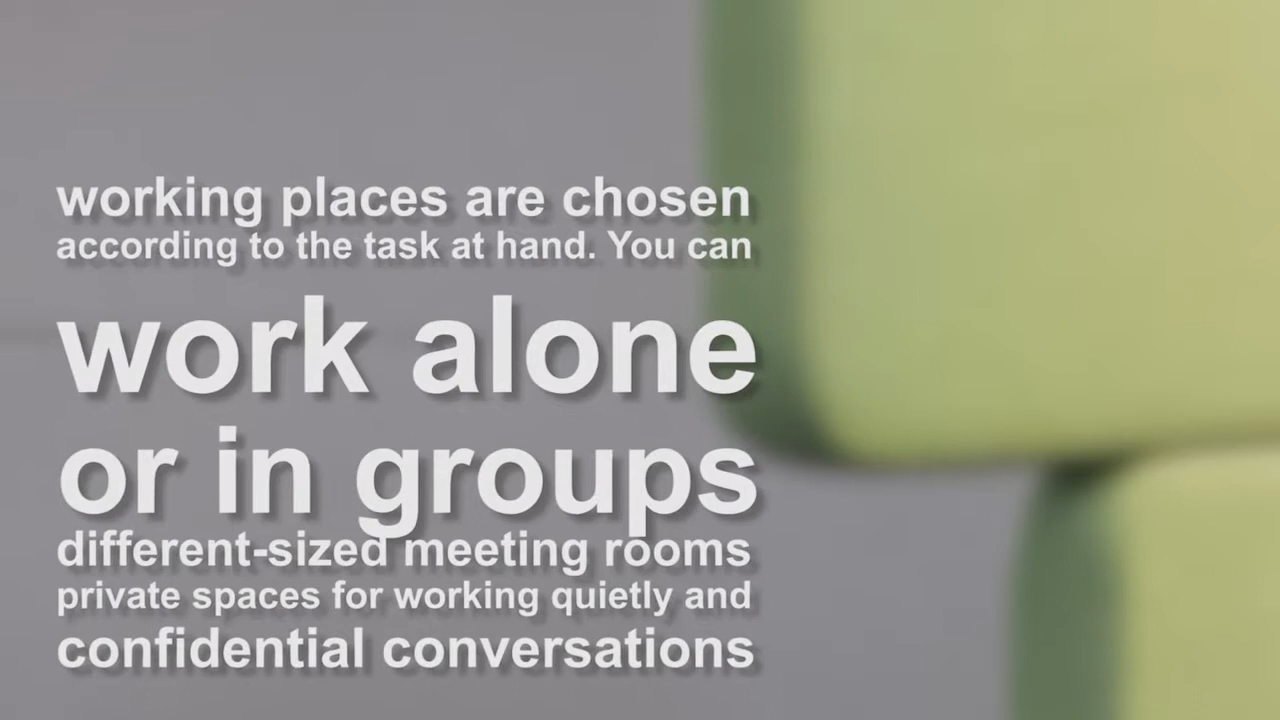 working places are chosen
according to the task at hand. You can
work alone
or in groups
different-sized meeting rooms
private spaces for working quietly and
confidential conversations